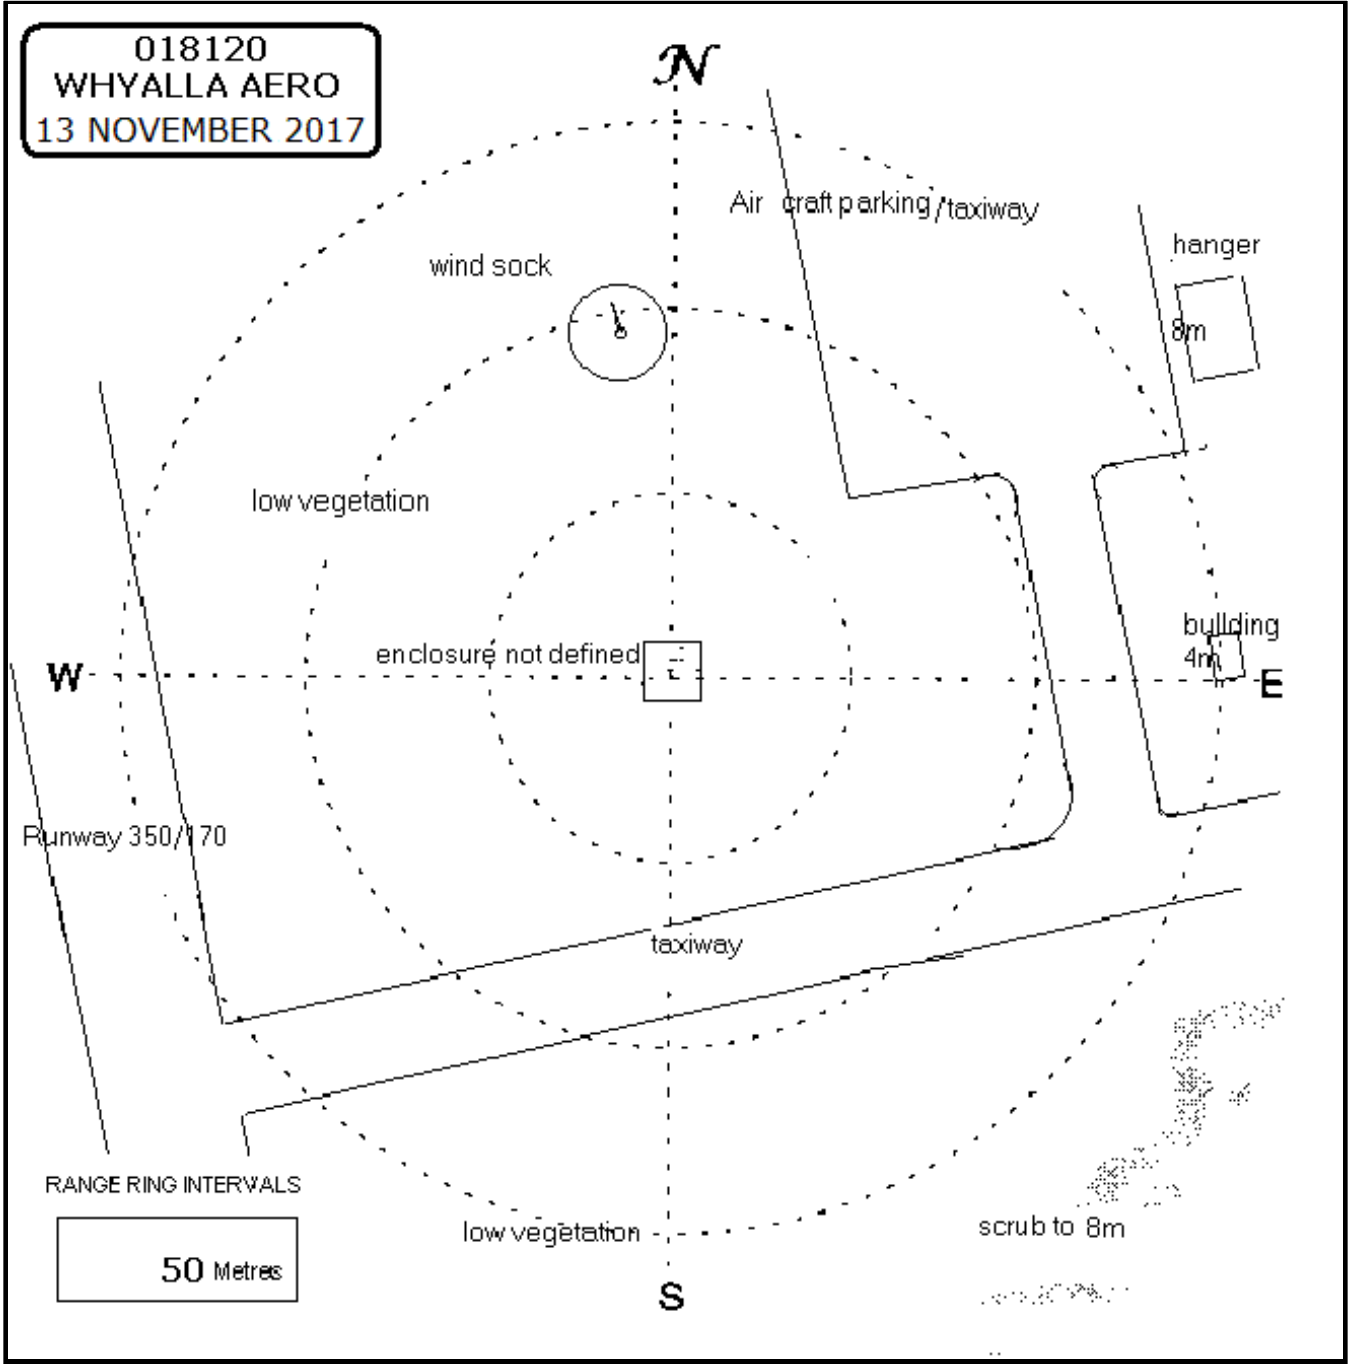 018120
WHYALLA AERO
13 NOVEMBER 2017
N
Air craft parking/taxiway
hanger
wind sock
8m
low vegetation
building
enclosure not defined
4m
W
E
Runway 350/170
taxiway
RANGE RING INTERVALS
low vegetation
scrub to 8m
50 Metres
S